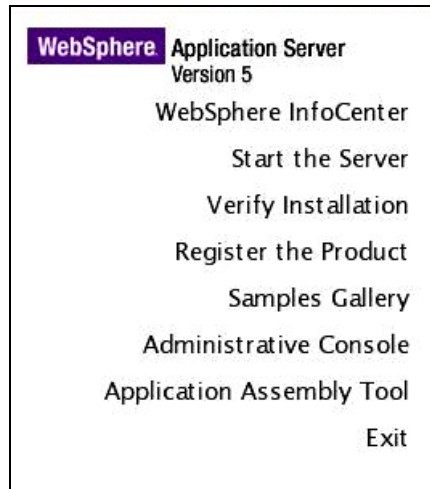 WebSphere. Application Server
Version 5
WebSphere InfoCenter
Start the Server
Verify Installation
Register the Product
Samples Gallery
Administrative Console
Application Assembly Tool
Exit